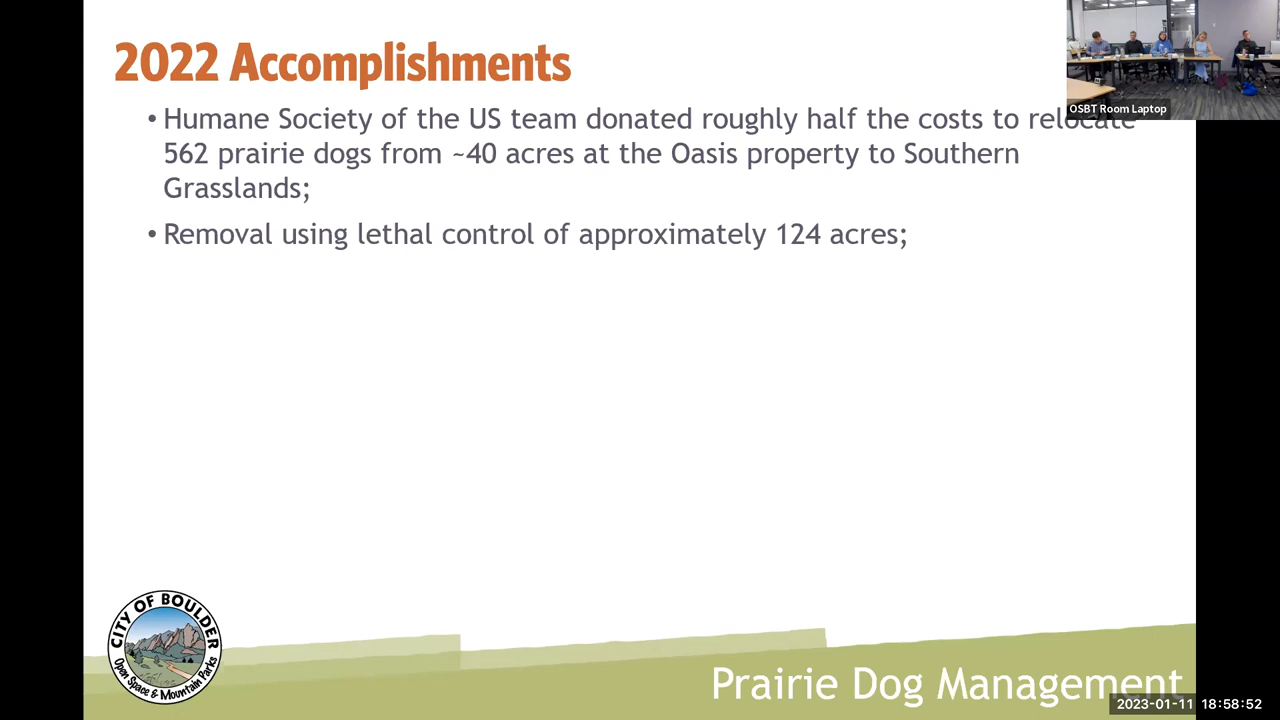 2022 Accomplishments
OSBT Room Laptop
• Humane Society of the US team donated roughly half the costs to relocate
562 prairie dogs from ~40 acres at the Oasis property to Southern
Grasslands;
• Removal using lethal control of approximately 124 acres;
CITY OF BOULDER
Open Space & Mountain Parks
Prairie Dog Management
2023-01-11 18:58:52